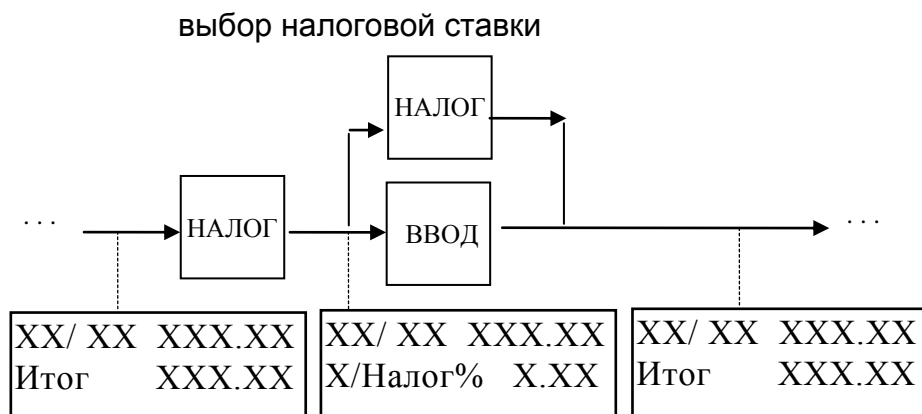 выбор налоговой ставки
НАЛОГ
. . .
НАЛОГ
ВВОД
. . .
XX/ XX XXX.XX
Итог XXX.XX
XX/ XX XXX.XX
X/Налог% X.XX
XX/ XX XXX.XX
Итог XXX.XX